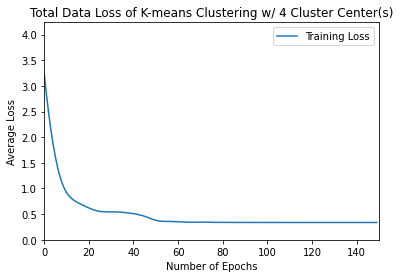 Total Data Loss of K-means Clustering w/ 4 Cluster Center(s)
Training Loss
4.0
3.5
3.0
2.5
2.0
1.5
1.0
0.5
0.0
Average Loss
0 20 40 60 80 100 120 140
Number of Epochs